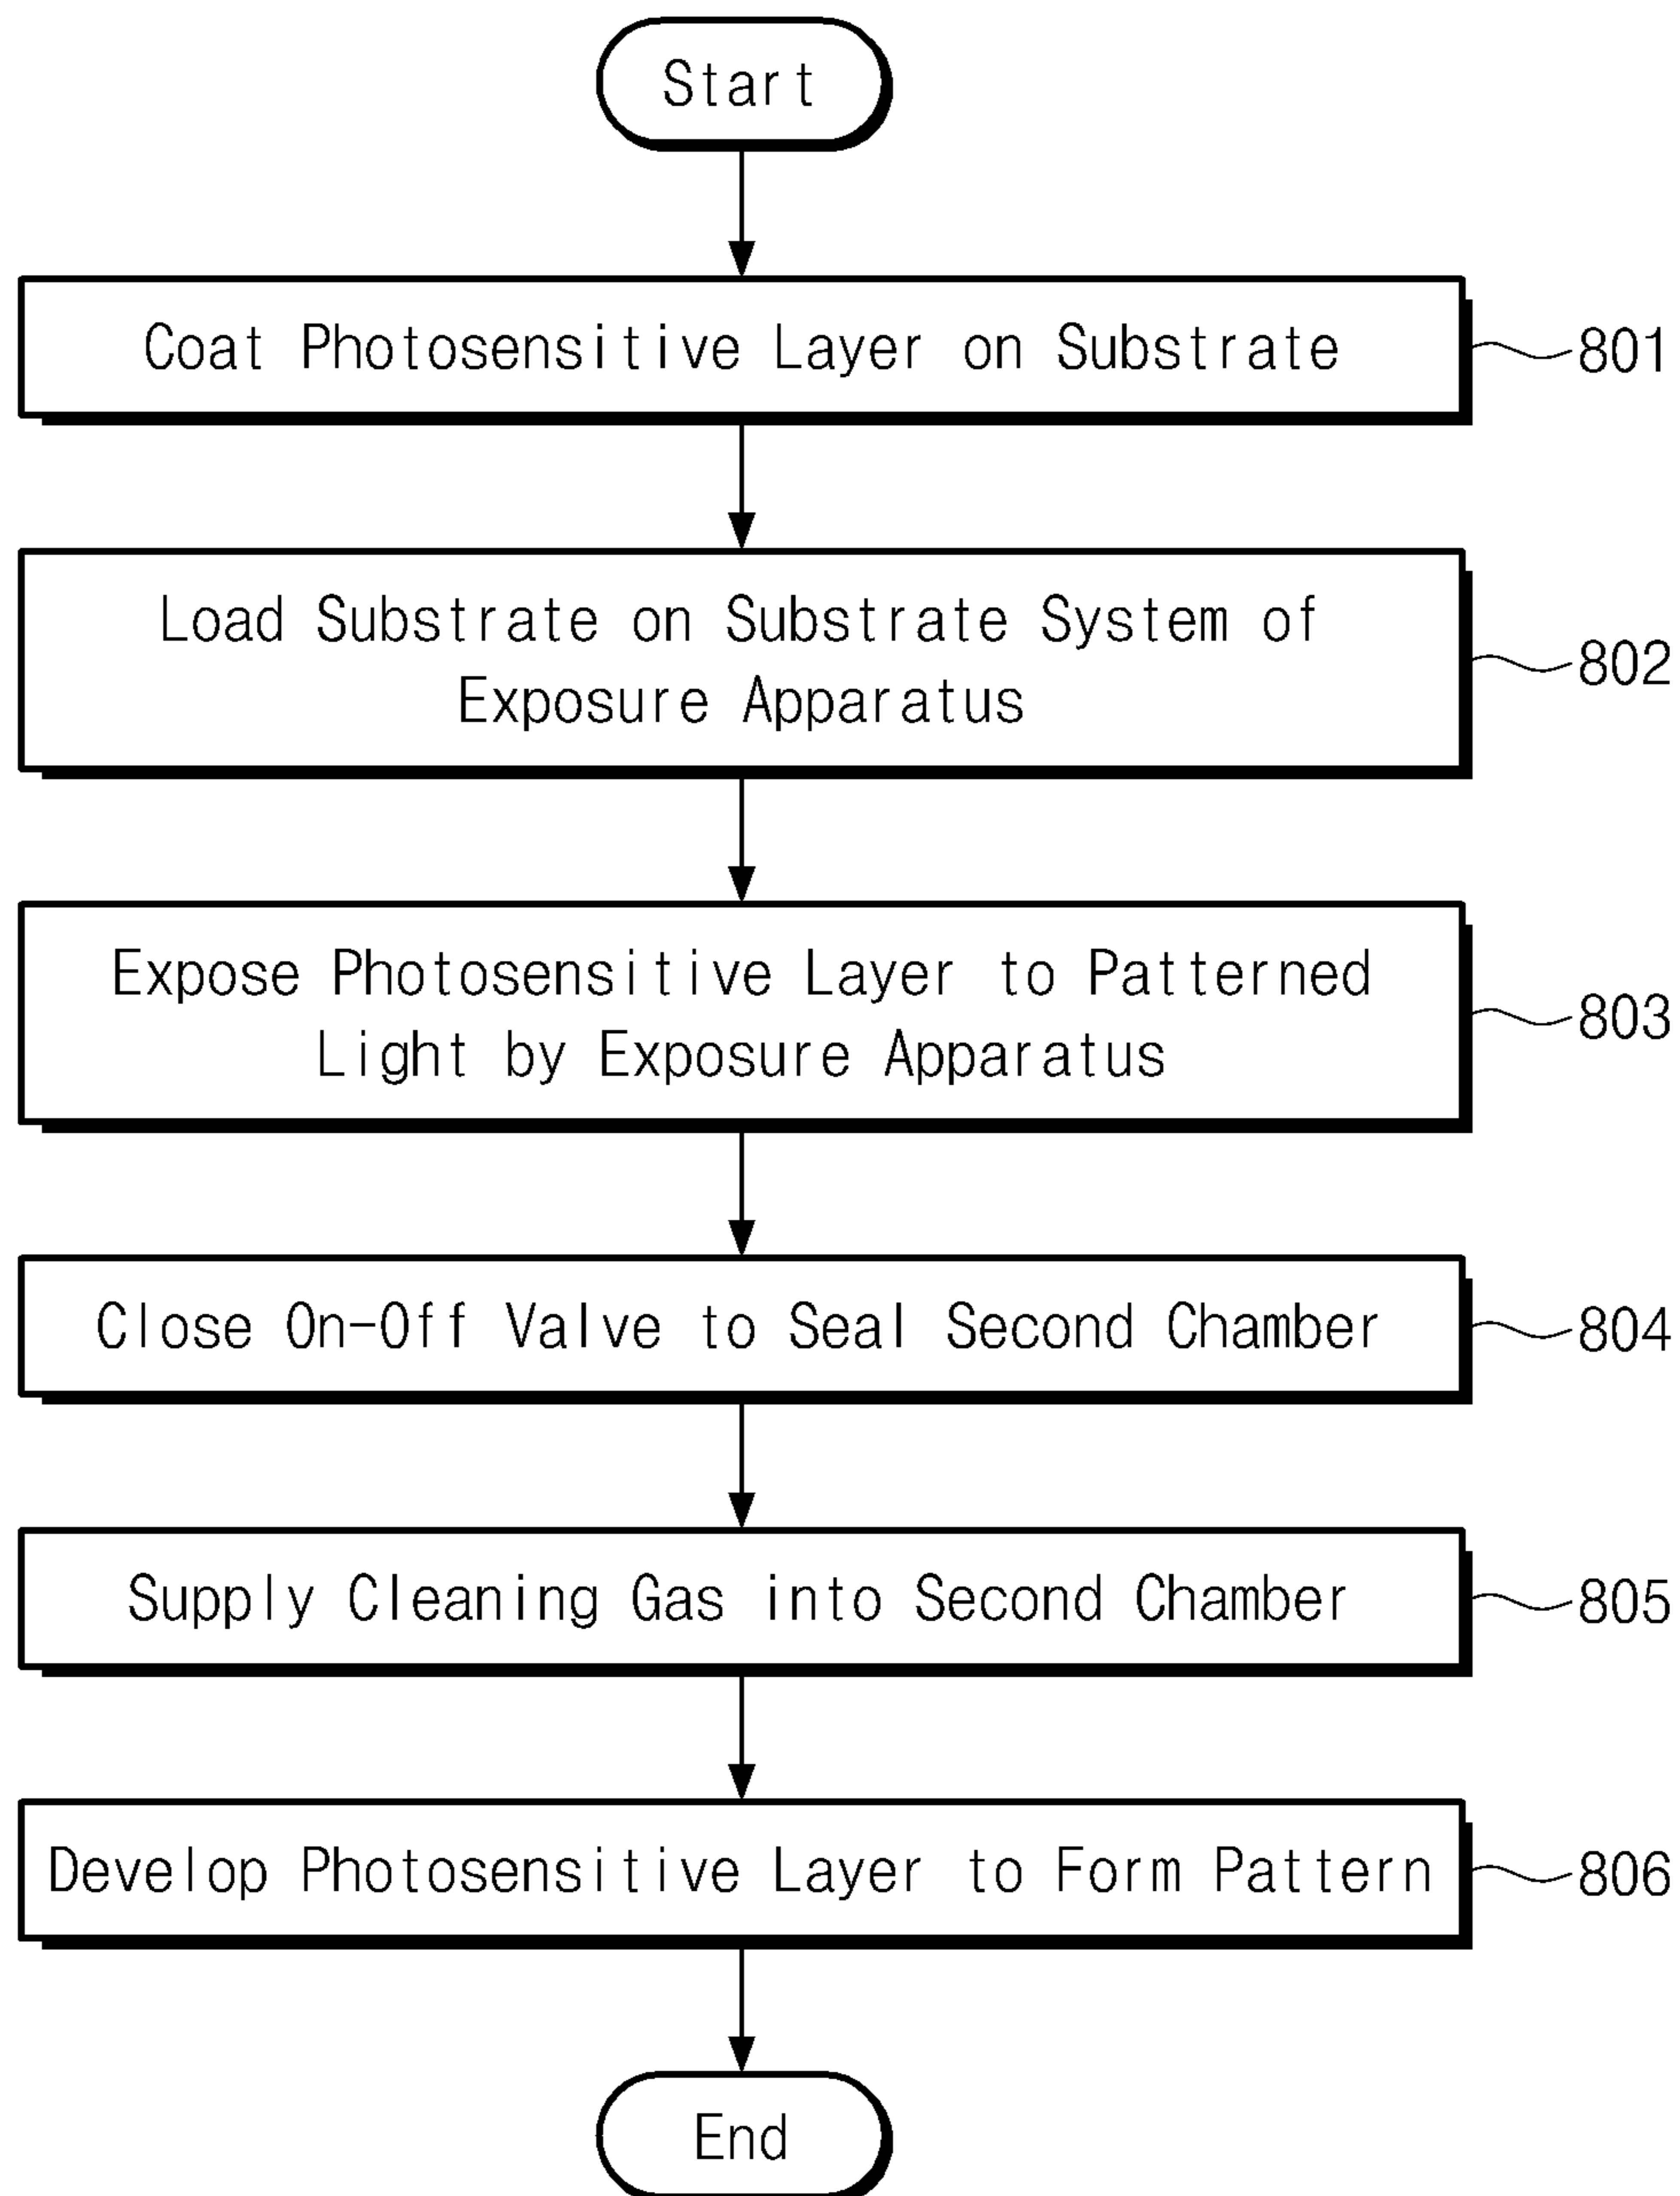 Start
Coat Photosensitive Layer on Substrate
801
Load Substrate on Substrate System of
Exposure Apparatus
802
Expose Photosensitive Layer to Patterned
Light by Exposure Apparatus
803
Close On-Off Valve to Seal Second Chamber
804
Supply Cleaning Gas into Second Chamber
805
Develop Photosensitive Layer to Form Pattern
806
End